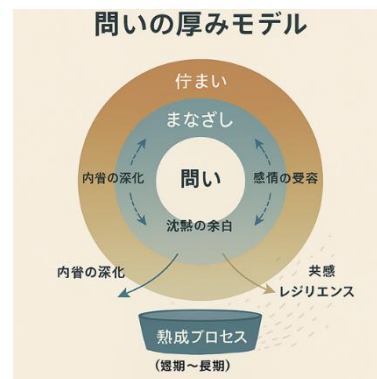 問いの厚みモデル
佇まい
まなざし
内省の深化
問い
感情の受容
沈黙の余白
内省の深化
共感
レジリエンス
熟成プロセス
(週期〜長期)